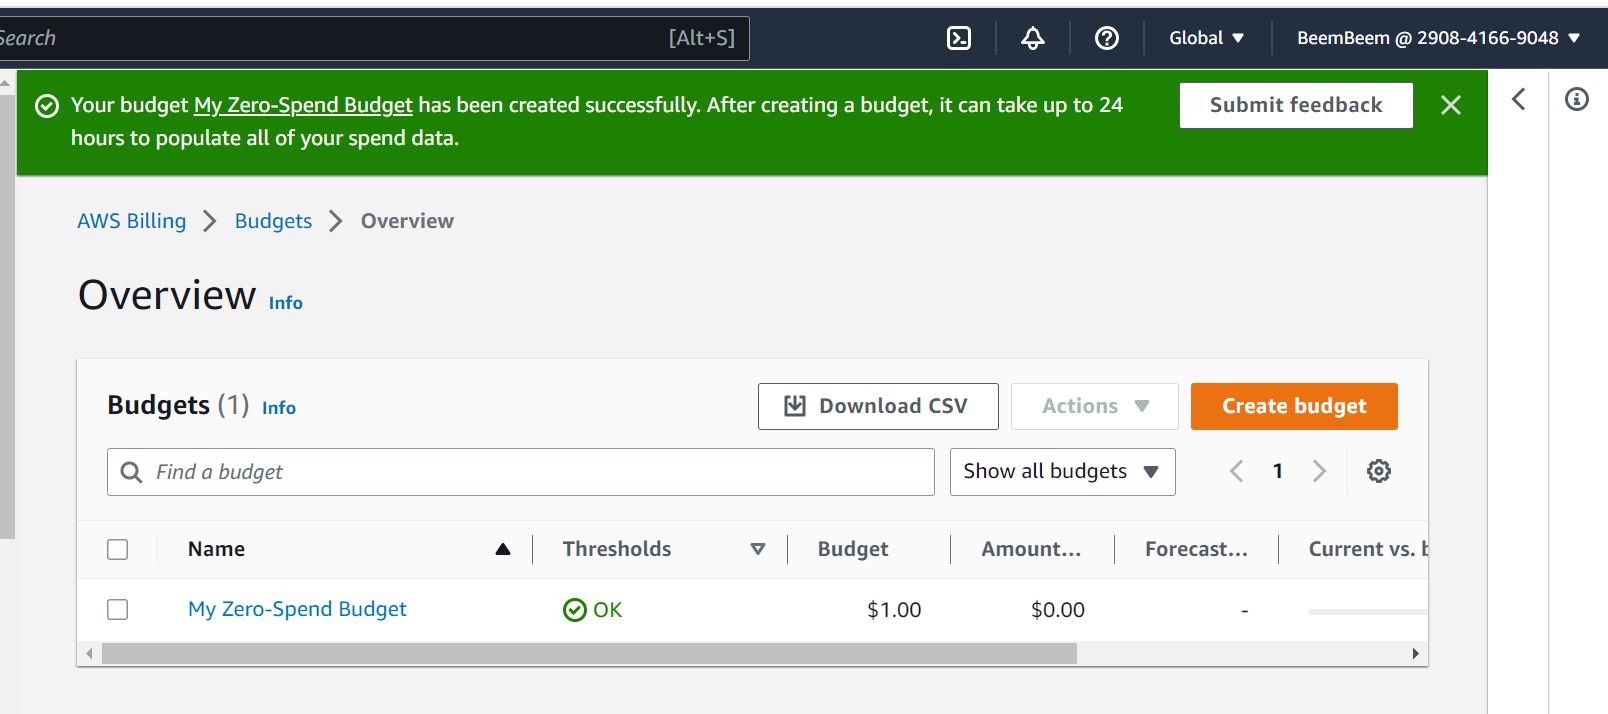 Search [Alt+S] Global BeemBeem @ 2908-4166-9048
Your budget My Zero-Spend Budget has been created successfully. After creating a budget, it can take up to 24
hours to populate all of your spend data.
Submit feedback
AWS Billing Budgets Overview
Overview Info
Budgets (1) Info Download CSV Actions Create budget
Find a budget Show all budgets 1
Name Thresholds Budget Amount... Forecast... Current vs.
My Zero-Spend Budget OK $1.00 $0.00 -